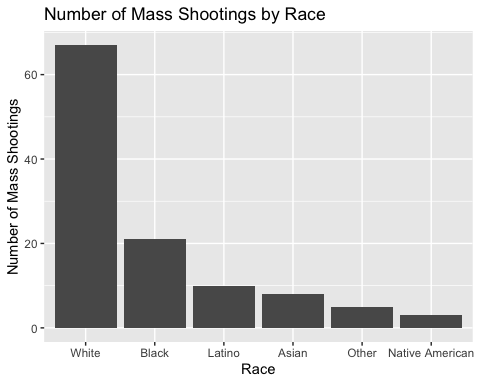 Number of Mass Shootings by Race
Number of Mass Shootings
60
40
20
0
White Black Latino Asian Other Native American
Race